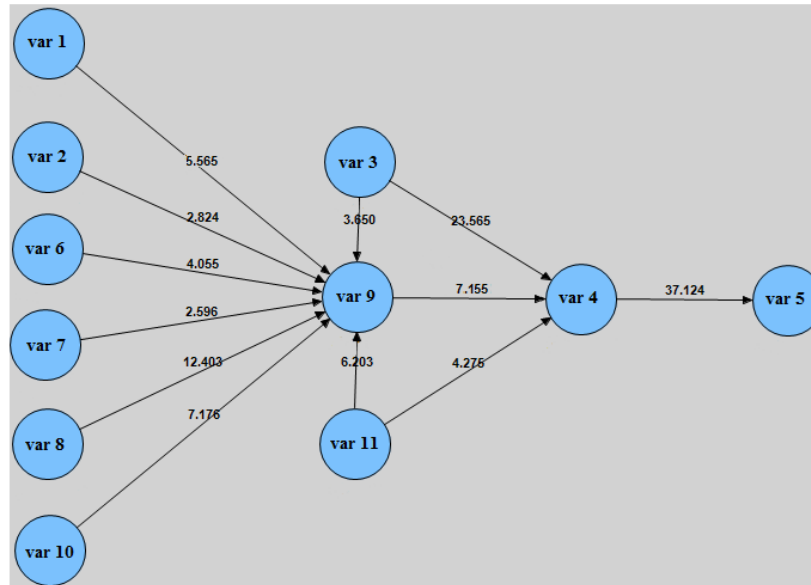 var 1
5.565
var 2
var 3
2.824
3.650
23.565
var 6
4.055
var 9
7.155
var 4
37.124
var 5
2.596
var 7
12.403
6.203
4.275
7.176
var 8
var 11
var 10